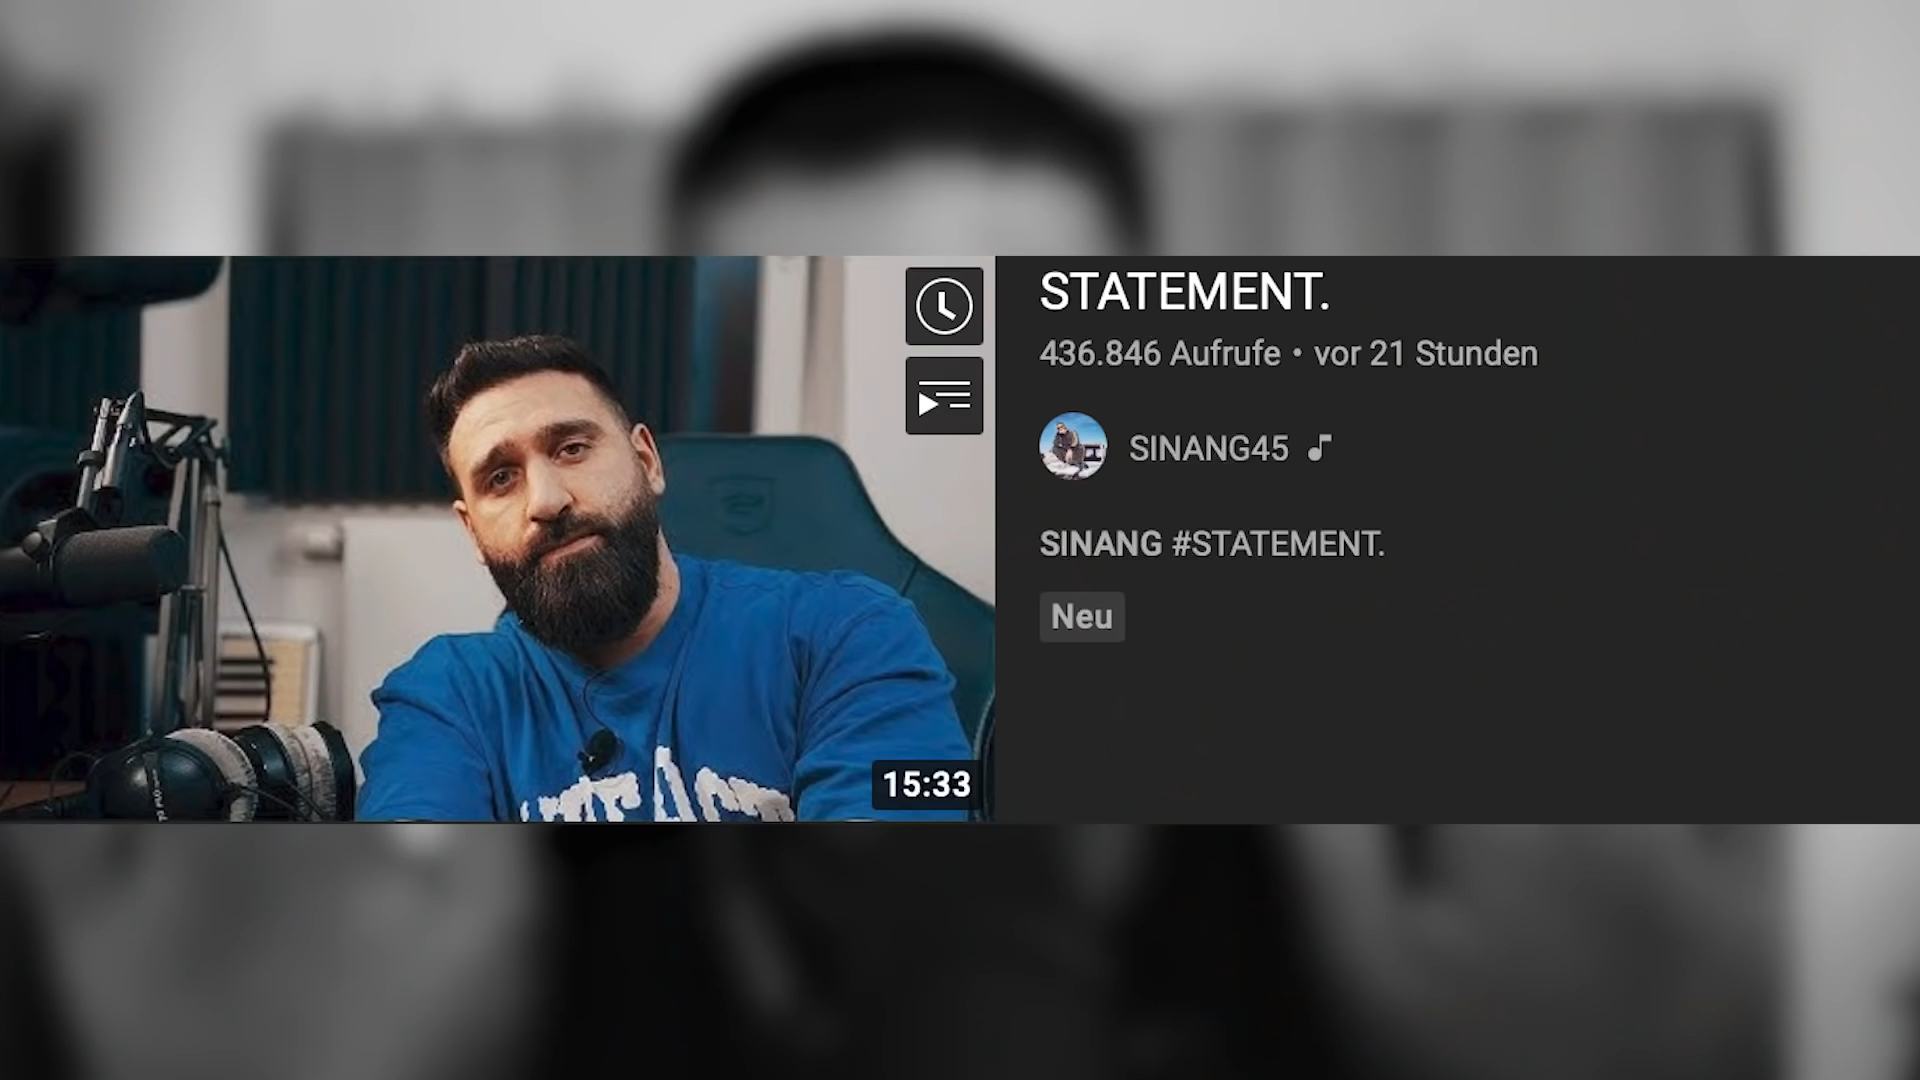 STATEMENT.
436.846 Aufrufe • vor 21 Stunden
SINANG45
SINANG #STATEMENT.
Neu
15:33